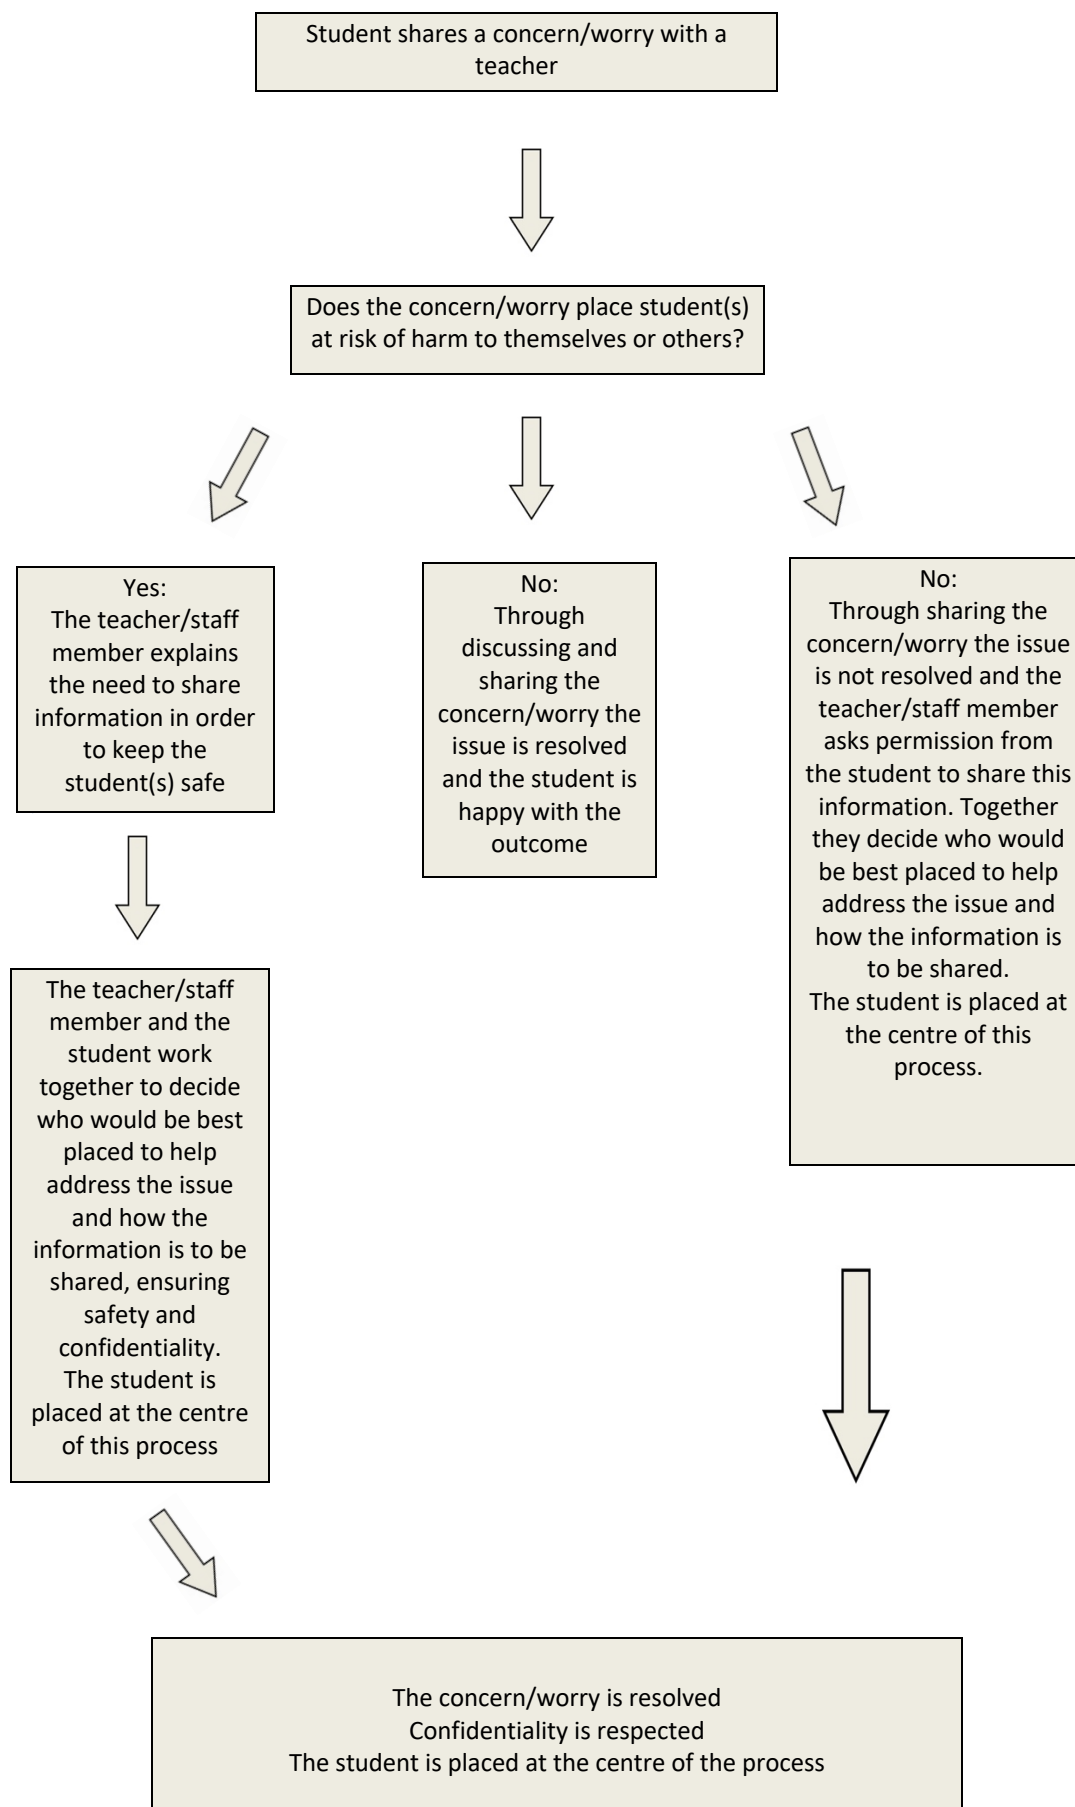 Student shares a concern/worry with a
teacher
Does the concern/worry place student(s)
at risk of harm to themselves or others?
Yes:
The teacher/staff
member explains
the need to share
information in order
to keep the
student(s) safe
No:
Through
discussing and
sharing the
concern/worry the
issue is resolved
and the student is
happy with the
outcome
No:
Through sharing the
concern/worry the issue
is not resolved and the
teacher/staff member
asks permission from
the student to share this
information. Together
they decide who would
be best placed to help
address the issue and
how the information is
to be shared.
The student is placed at
the centre of this
process.
The teacher/staff
member and the
student work
together to decide
who would be best
placed to help
address the issue
and how the
information is to be
shared, ensuring
safety and
confidentiality.
The student is
placed at the centre
of this process
The concern/worry is resolved
Confidentiality is respected
The student is placed at the centre of the process